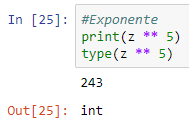 In [25]: #Exponente
print(z ** 5)
type(z ** 5)
243
Out[25]: int